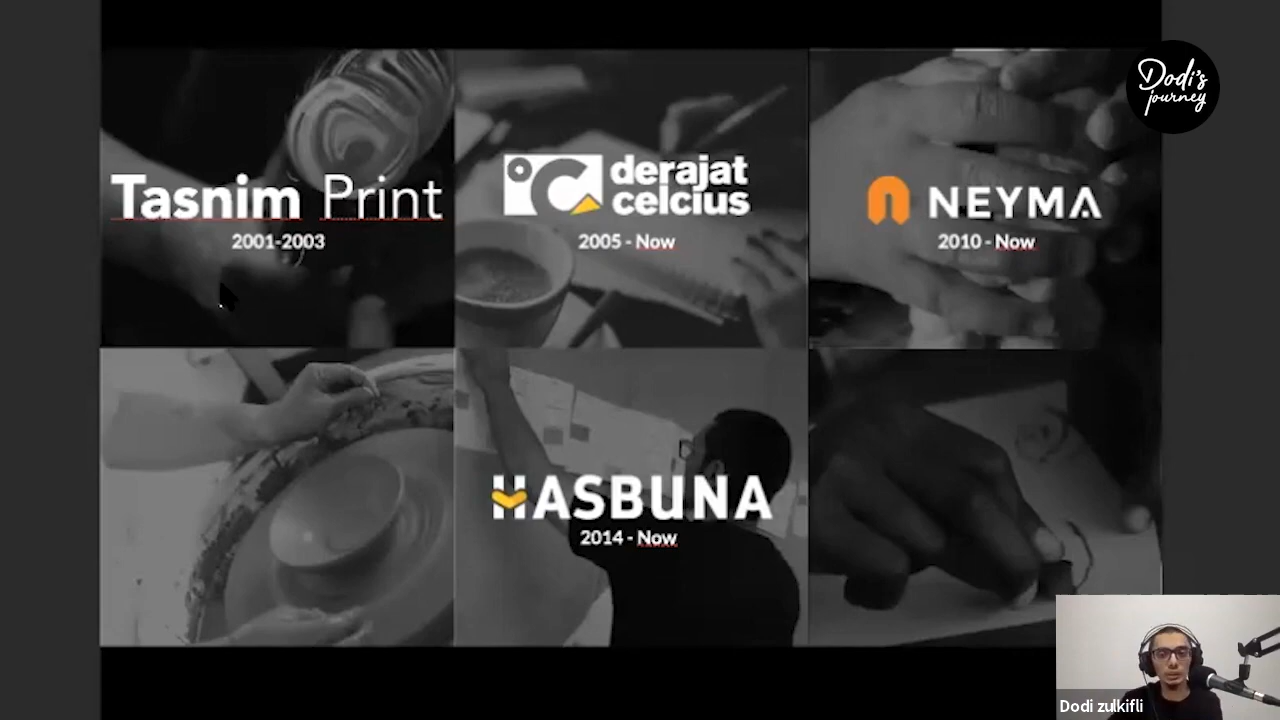 Dodi's
journey
Tasnim Print
2001-2003
°C derajat
celcius
2005 - Now
NEYMA
2010 - Now
HASBUNA
2014 - Now
Dodi zulkifli